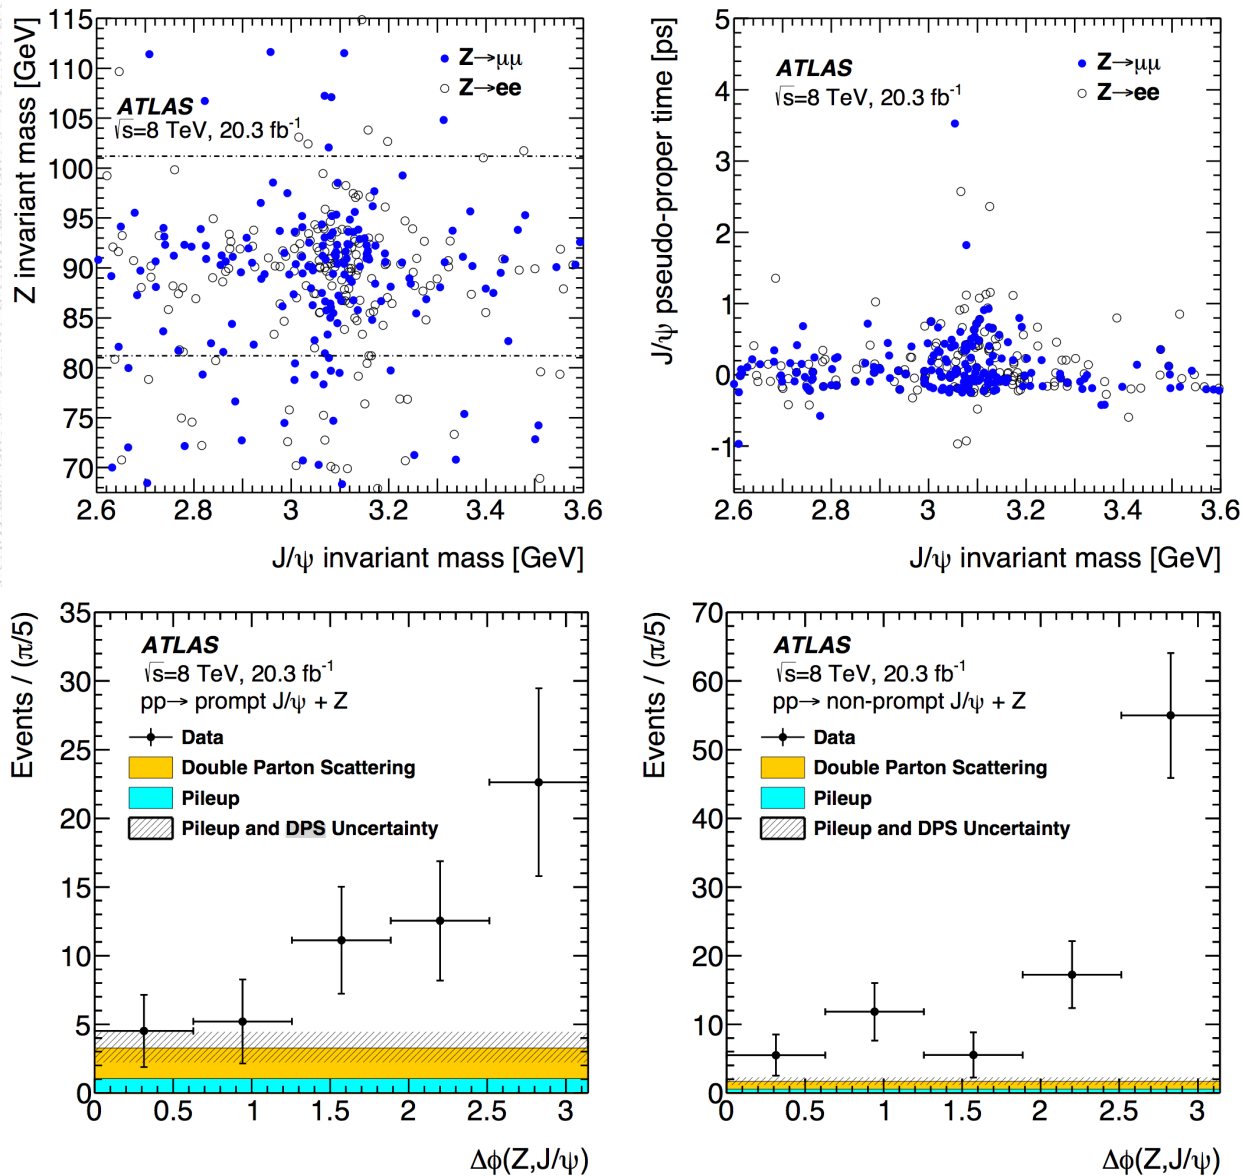 Z invariant mass [GeV]
115
110
105
100
95
90
85
80
75
70
ATLAS
√s=8 TeV, 20.3 fb⁻¹
Z→μμ
Z→ee
2.6 2.8 3 3.2 3.4 3.6
J/ψ invariant mass [GeV]
J/ψ pseudo-proper time [ps]
5
4
3
2
1
0
-1
ATLAS
√s=8 TeV, 20.3 fb⁻¹
Z→μμ
Z→ee
2.6 2.8 3 3.2 3.4 3.6
J/ψ invariant mass [GeV]
Events / (π/5)
35
30
25
20
15
10
5
0
ATLAS
√s=8 TeV, 20.3 fb⁻¹
pp→ prompt J/ψ + Z
Data
Double Parton Scattering
Pileup
Pileup and DPS Uncertainty
0 0.5 1 1.5 2 2.5 3
Δϕ(Z,J/ψ)
Events / (π/5)
70
60
50
40
30
20
10
0
ATLAS
√s=8 TeV, 20.3 fb⁻¹
pp→ non-prompt J/ψ + Z
Data
Double Parton Scattering
Pileup
Pileup and DPS Uncertainty
0 0.5 1 1.5 2 2.5 3
Δϕ(Z,J/ψ)